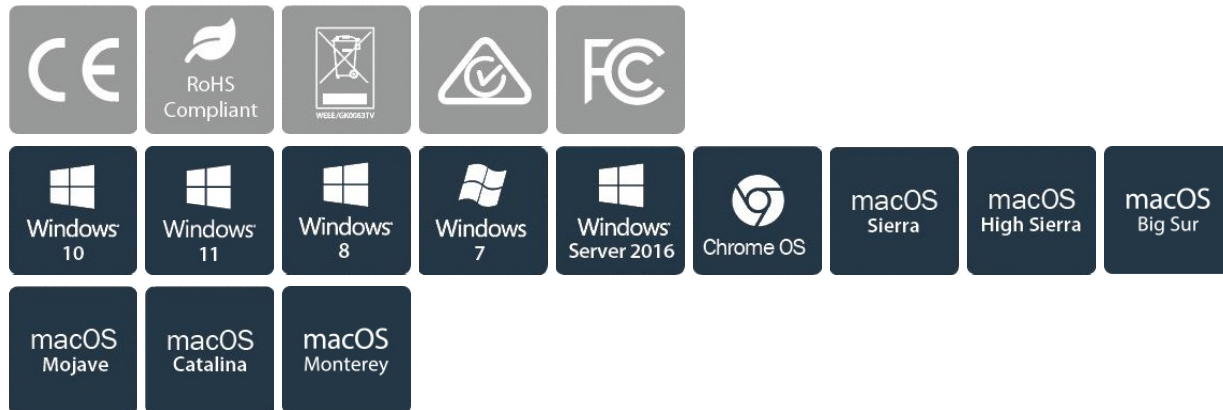 CE
RoHS
Compliant
WEEE/GK0063TV
FC
Windows
10
Windows
11
Windows
8
Windows
7
Windows
Server 2016
Chrome OS
macOS
Sierra
macOS
High Sierra
macOS
Big Sur
macOS
Mojave
macOS
Catalina
macOS
Monterey